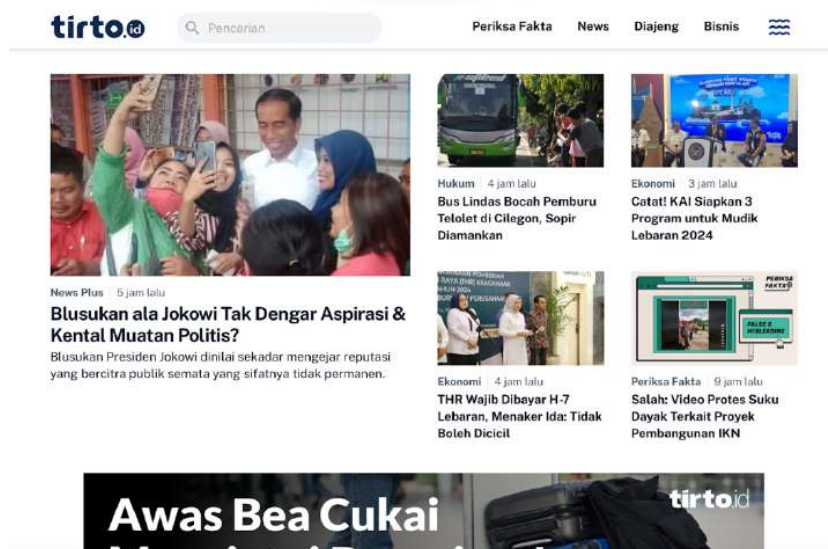 tirto.id
Pencarian
Periksa Fakta
News
Diajeng
Bisnis
News Plus
5 jam lalu
Blusukan ala Jokowi Tak Dengar Aspirasi &
Kental Muatan Politis?
Blusukan Presiden Jokowi dinilai sekadar mengejar reputasi
yang bercitra publik semata yang sifatnya tidak permanen.
Hukum
4 jam lalu
Bus Lindas Bocah Pemburu
Telolet di Cilegon, Sopir
Diamankan
Ekonomi
3 jam lalu
Catat! KAI Siapkan 3
Program untuk Mudik
Lebaran 2024
Ekonomi
4 jam lalu
THR Wajib Dibayar H-7
Lebaran, Menaker Ida: Tidak
Boleh Dicicil
PERIKSA
FAKTA
FALSE &
MISLEADING
Periksa Fakta
9 jam lalu
Salah: Video Protes Suku
Dayak Terkait Proyek
Pembangunan IKN
tirto.id
Awas Bea Cukai